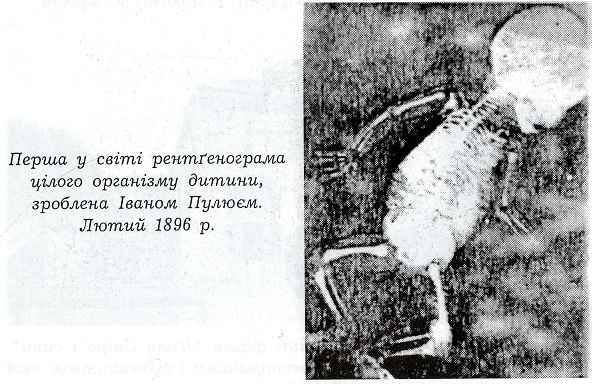 Перша у світі рентґенограма
цілого організму дитини,
зроблена Іваном Пулюєм.
Лютий 1896 р.